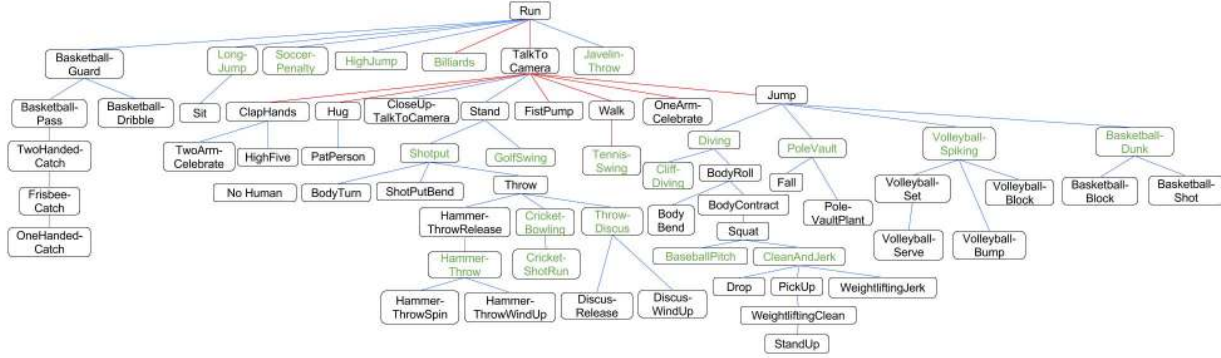 Run
Basketball-
Guard
Long-
Jump
Soccer-
Penalty
HighJump
Billiards
TalkTo
Camera
Javelin-
Throw
Basketball-
Pass
Basketball-
Dribble
Sit
ClapHands
Hug
CloseUp-
TalkToCamera
Stand
FistPump
Walk
OneArm-
Celebrate
Jump
TwoHanded-
Catch
TwoArm-
Celebrate
HighFive
PatPerson
Shotput
GolfSwing
Tennis-
Swing
Diving
PoleVault
Volleyball-
Spiking
Basketball-
Dunk
Frisbee-
Catch
No Human
BodyTurn
ShotPutBend
Throw
Cliff-
Diving
BodyRoll
Fall
Volleyball-
Set
Volleyball-
Block
Basketball-
Block
Basketball-
Shot
OneHanded-
Catch
Hammer-
ThrowRelease
Cricket-
Bowling
Throw-
Discus
Body
Bend
BodyContract
Pole-
VaultPlant
Squat
Volleyball-
Serve
Volleyball-
Bump
Hammer-
Throw
Cricket-
ShotRun
BaseballPitch
CleanAndJerk
Hammer-
ThrowSpin
Hammer-
ThrowWindUp
Discus-
Release
Discus-
WindUp
Drop
PickUp
WeightliftingJerk
WeightliftingClean
StandUp